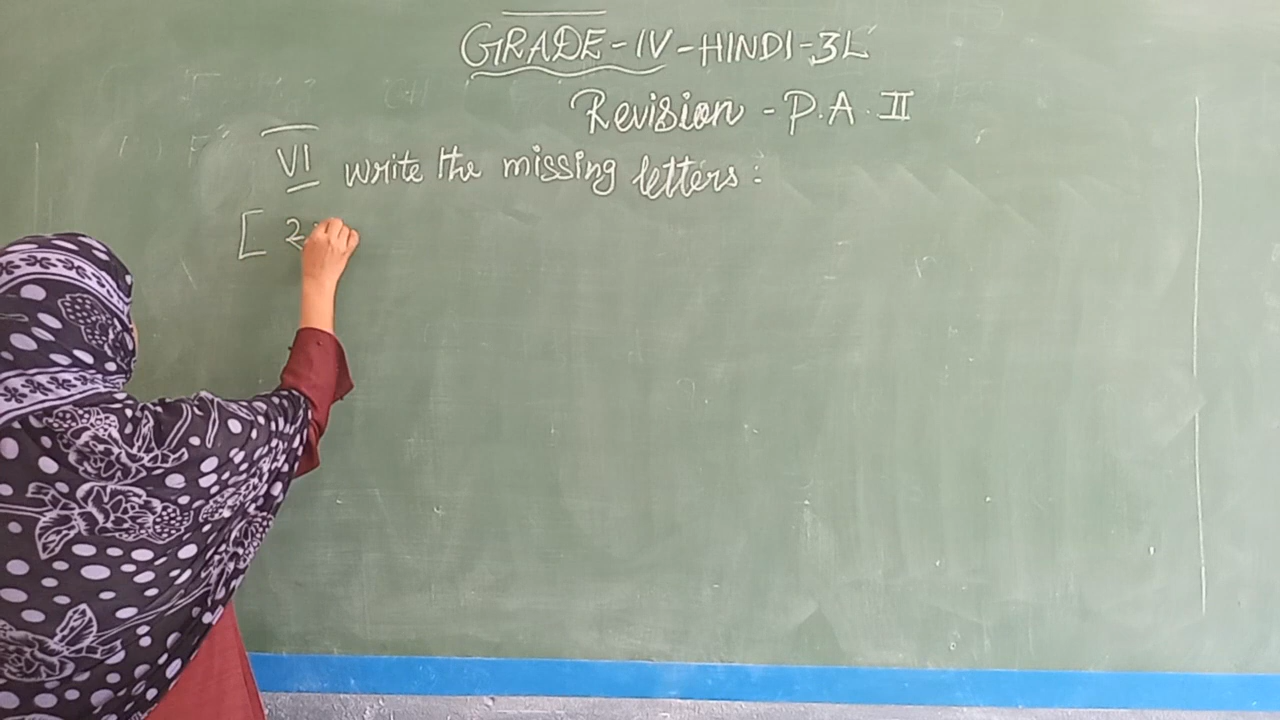 GRADE-IV-HINDI-3L
Revision - P.A. II
VI write the missing letters:
[ 2